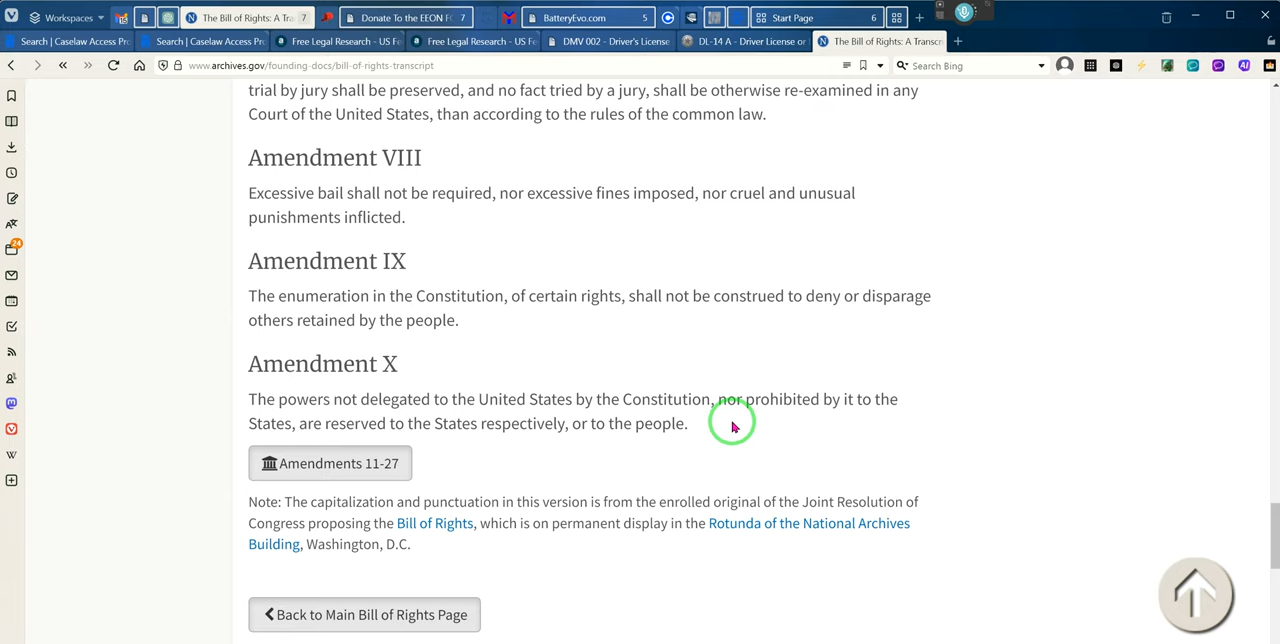 Workspaces The Bill of Rights: A Tra 7 Donate To the EEON FC 7 BatteryEvo.com 5 Start Page 6
Search | Caselaw Access Pro Search | Caselaw Access Pro Free Legal Research - US Fe Free Legal Research - US Fe DMV 002 - Driver's License DL-14 A - Driver License or The Bill of Rights: A Transcr
www.archives.gov/founding-docs/bill-of-rights-transcript Search Bing
24
trial by jury shall be preserved, and no fact tried by a jury, shall be otherwise re-examined in any
Court of the United States, than according to the rules of the common law.
Amendment VIII
Excessive bail shall not be required, nor excessive fines imposed, nor cruel and unusual
punishments inflicted.
Amendment IX
The enumeration in the Constitution, of certain rights, shall not be construed to deny or disparage
others retained by the people.
Amendment X
The powers not delegated to the United States by the Constitution, nor prohibited by it to the
States, are reserved to the States respectively, or to the people.
Amendments 11-27
Note: The capitalization and punctuation in this version is from the enrolled original of the Joint Resolution of
Congress proposing the Bill of Rights, which is on permanent display in the Rotunda of the National Archives
Building, Washington, D.C.
Back to Main Bill of Rights Page